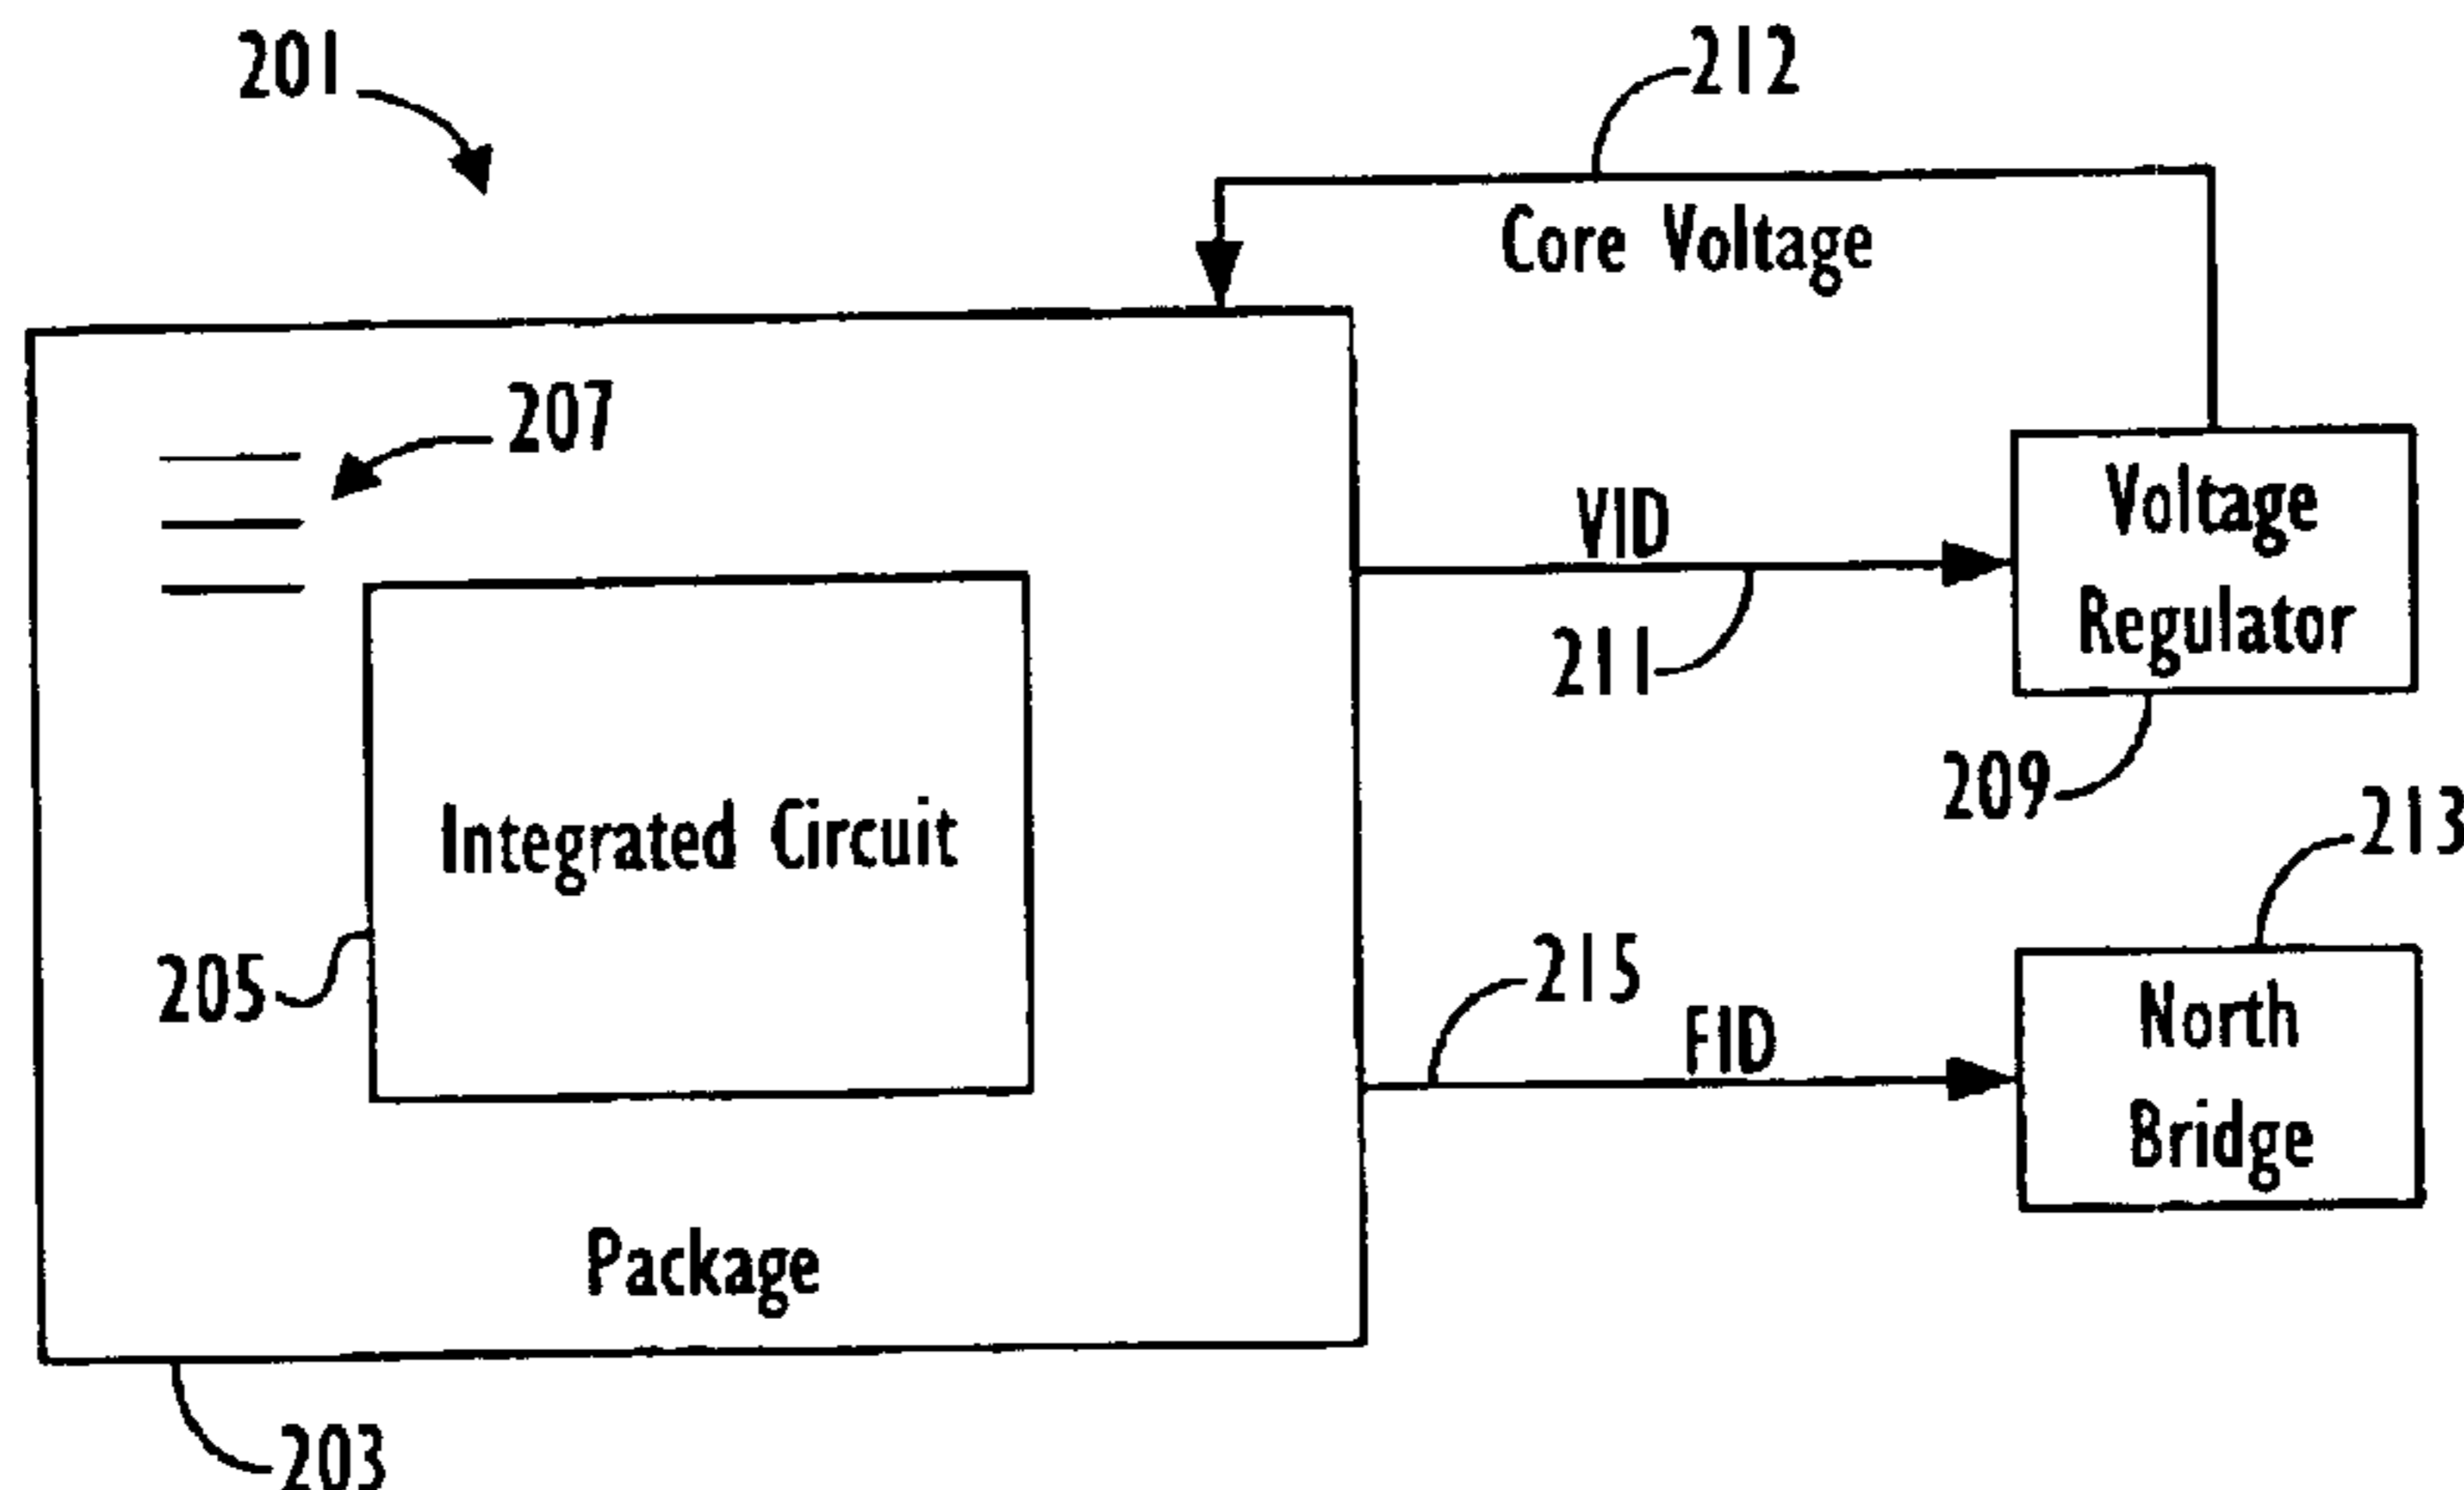 201
212
Core Voltage
207
VID
Voltage
Regulator
211
209
Integrated Circuit
213
205
215
FID
North
Bridge
Package
203